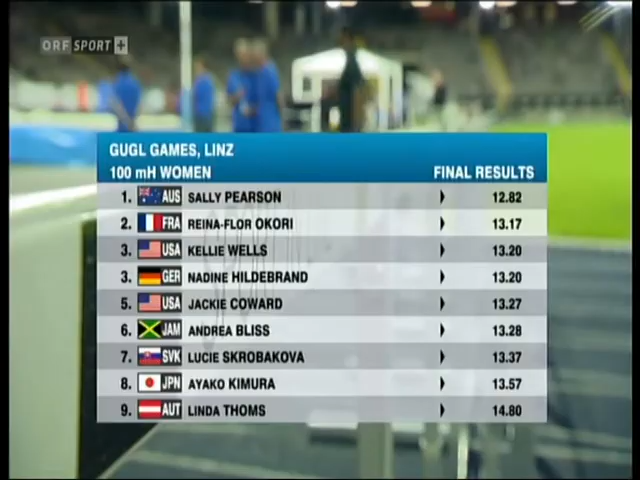 ORF SPORT +
GUGL GAMES, LINZ
100 mH WOMEN FINAL RESULTS
1. AUS SALLY PEARSON 12.82
2. FRA REINA-FLOR OKORI 13.17
3. USA KELLIE WELLS 13.20
3. GER NADINE HILDEBRAND 13.20
5. USA JACKIE COWARD 13.27
6. JAM ANDREA BLISS 13.28
7. SVK LUCIE SKROBAKOVA 13.37
8. JPN AYAKO KIMURA 13.57
9. AUT LINDA THOMS 14.80